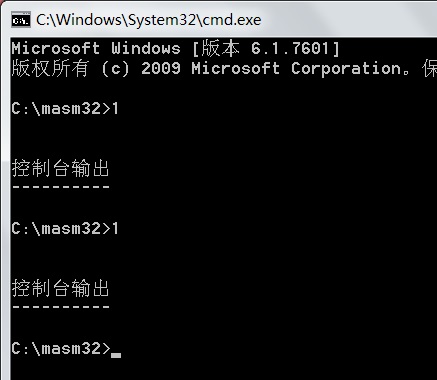 C:\Windows\System32\cmd.exe
Microsoft Windows [版本 6.1.7601]
版权所有 (c) 2009 Microsoft Corporation。保
C:\masm32>1
控制台输出
----------
C:\masm32>1
控制台输出
----------
C:\masm32>